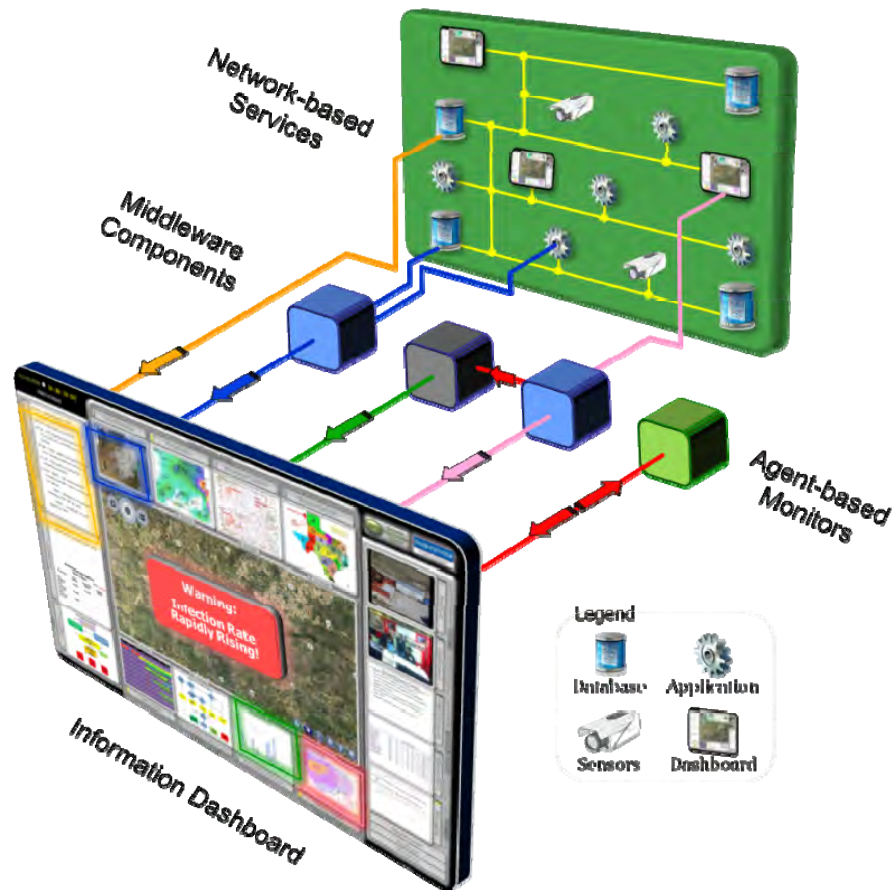 Network-based
Services
Middleware
Components
Agent-based
Monitors
Warning:
Infection Rate
Rapidly Rising!
Information Dashboard
Legend
Database
Application
Sensors
Dashboard